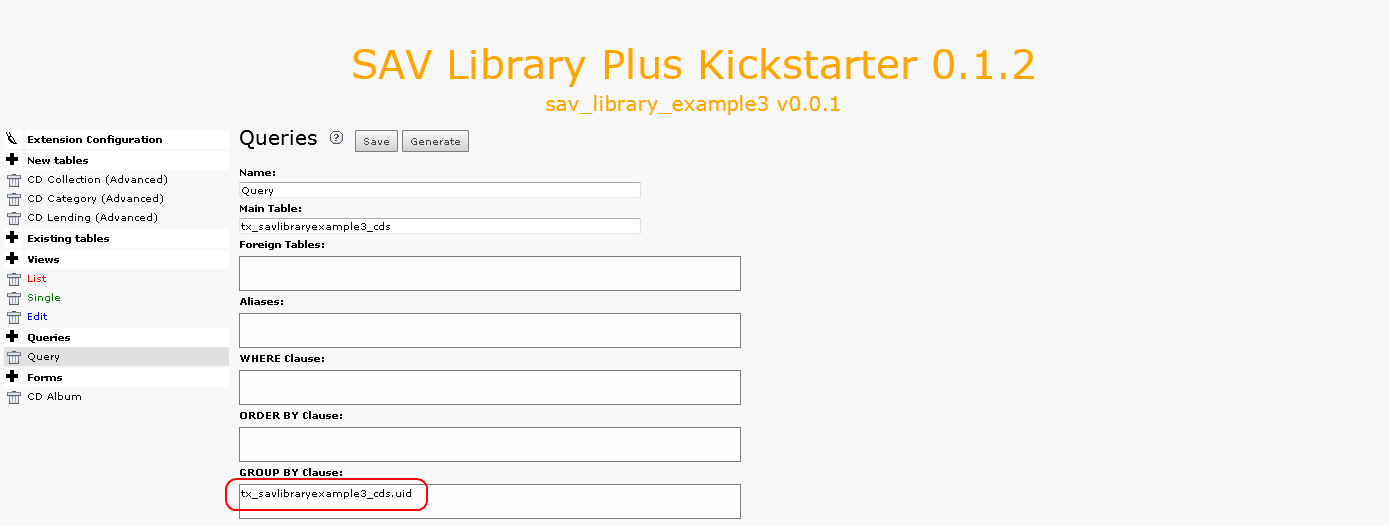 SAV Library Plus Kickstarter 0.1.2
sav_library_example3 v0.0.1
Extension Configuration
New tables
CD Collection (Advanced)
CD Category (Advanced)
CD Lending (Advanced)
Existing tables
Views
List
Single
Edit
Queries
Query
Forms
CD Album
Queries ? Save Generate
Name:
Query
Main Table:
tx_savlibraryexample3_cds
Foreign Tables:
Aliases:
WHERE Clause:
ORDER BY Clause:
GROUP BY Clause:
tx_savlibraryexample3_cds.uid